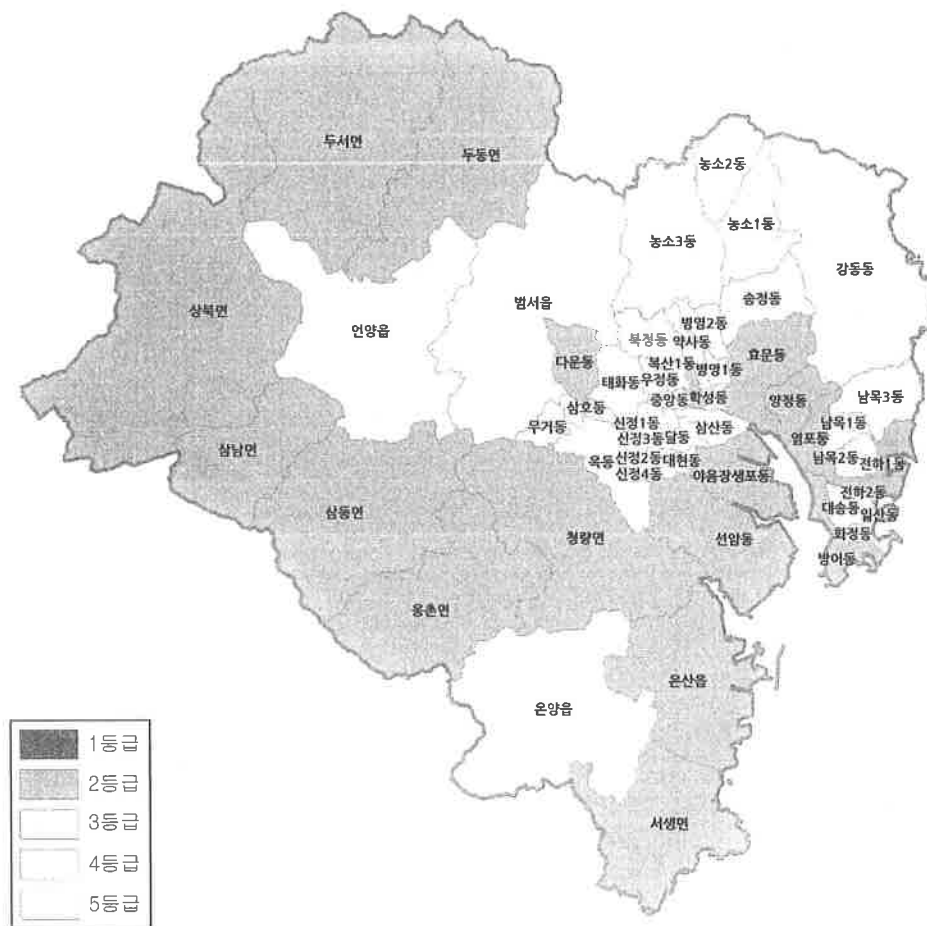 두서면
두동면
농소2동
농소1동
농소3동
강동동
상북면
언양읍
범서읍
송정동
병영2동
북정동
약사동
다운동
복산1동
병영1동
효문동
태화동
우정동
중앙동
학성동
양정동
남목3동
삼호동
무거동
신정1동
삼산동
남목1동
신정3동
달동
염포동
삼남면
옥동
신정2동
대현동
남목2동
전하1동
신정4동
야음장생포동
전하2동
삼동면
대송동
일산동
청량면
선암동
화정동
방어동
웅촌면
온산읍
온양읍
서생면
1등급
2등급
3등급
4등급
5등급